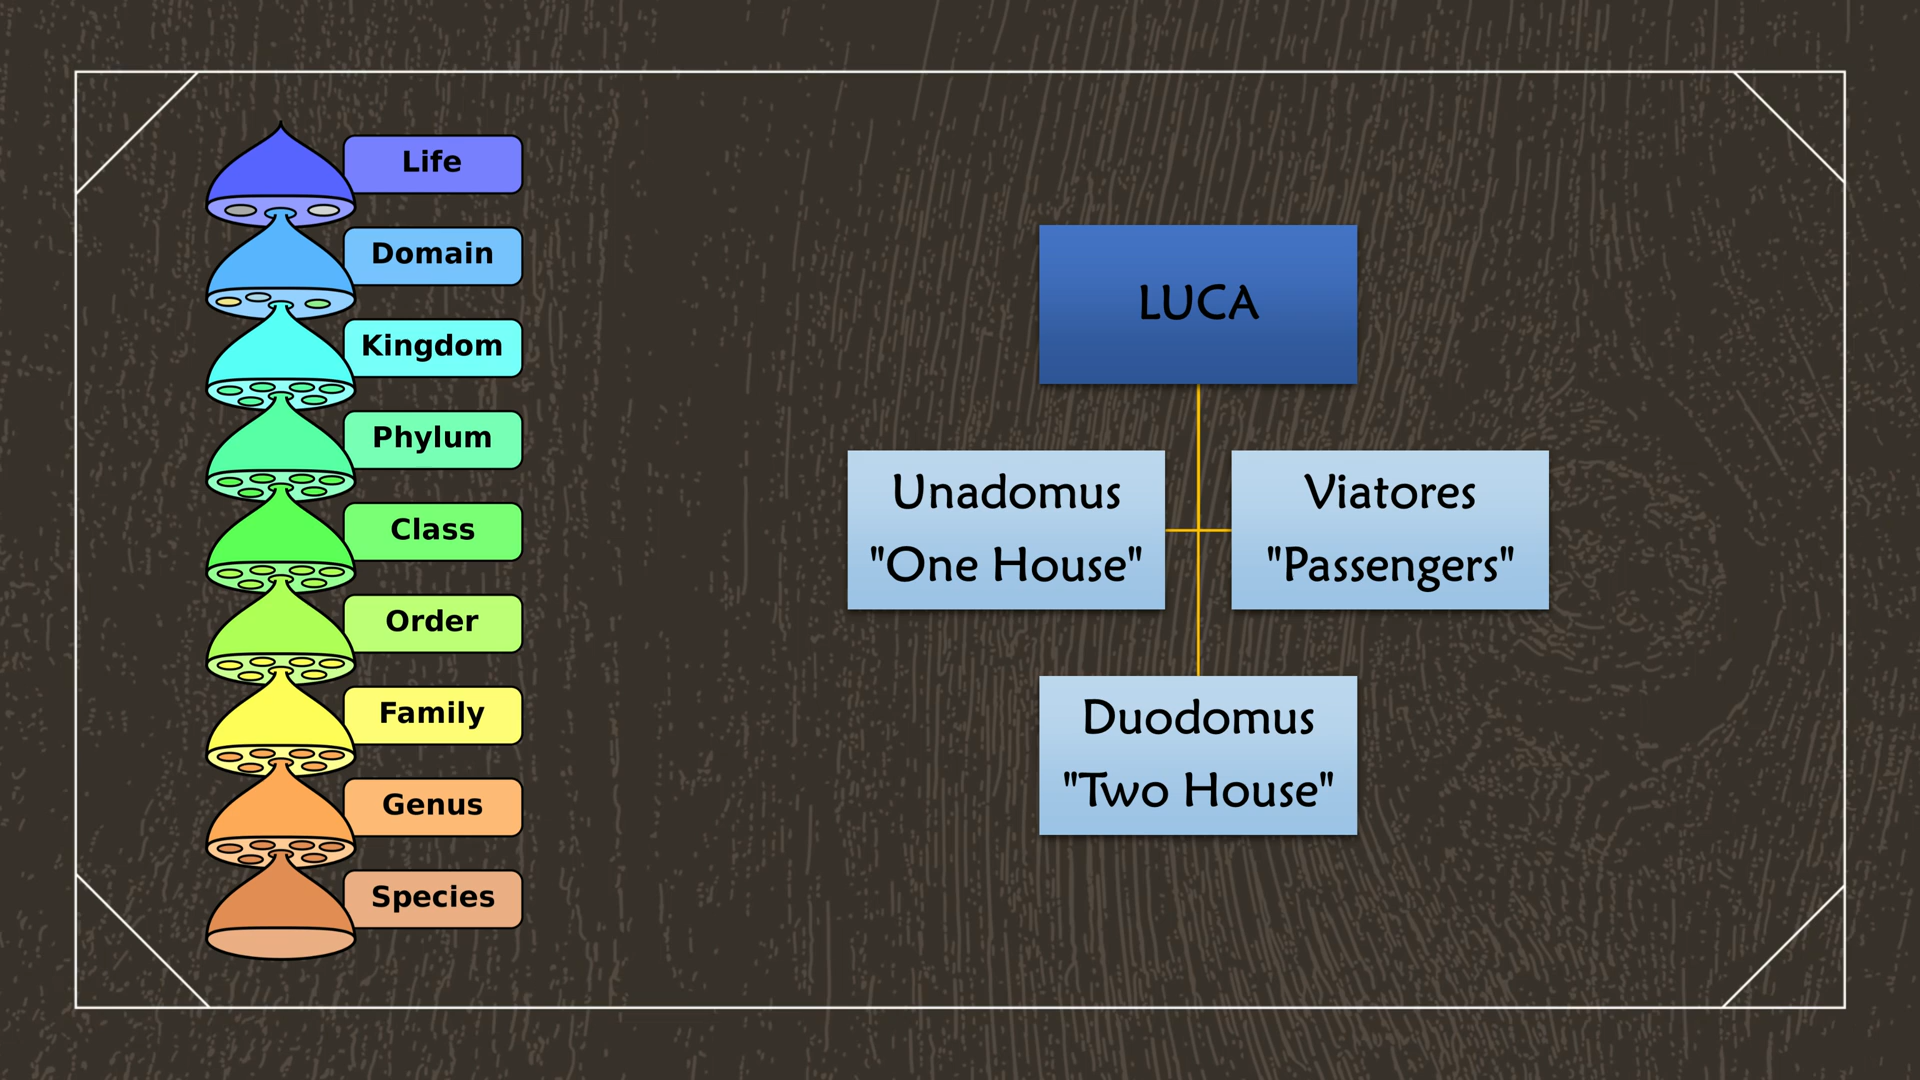 Life
Domain
Kingdom
Phylum
Class
Order
Family
Genus
Species
LUCA
Unadomus
"One House"
Viatores
"Passengers"
Duodomus
"Two House"